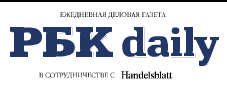 ЕЖЕДНЕВНАЯ ДЕЛОВАЯ ГАЗЕТА
РБК daily
В СОТРУДНИЧЕСТВЕ С Handelsblatt